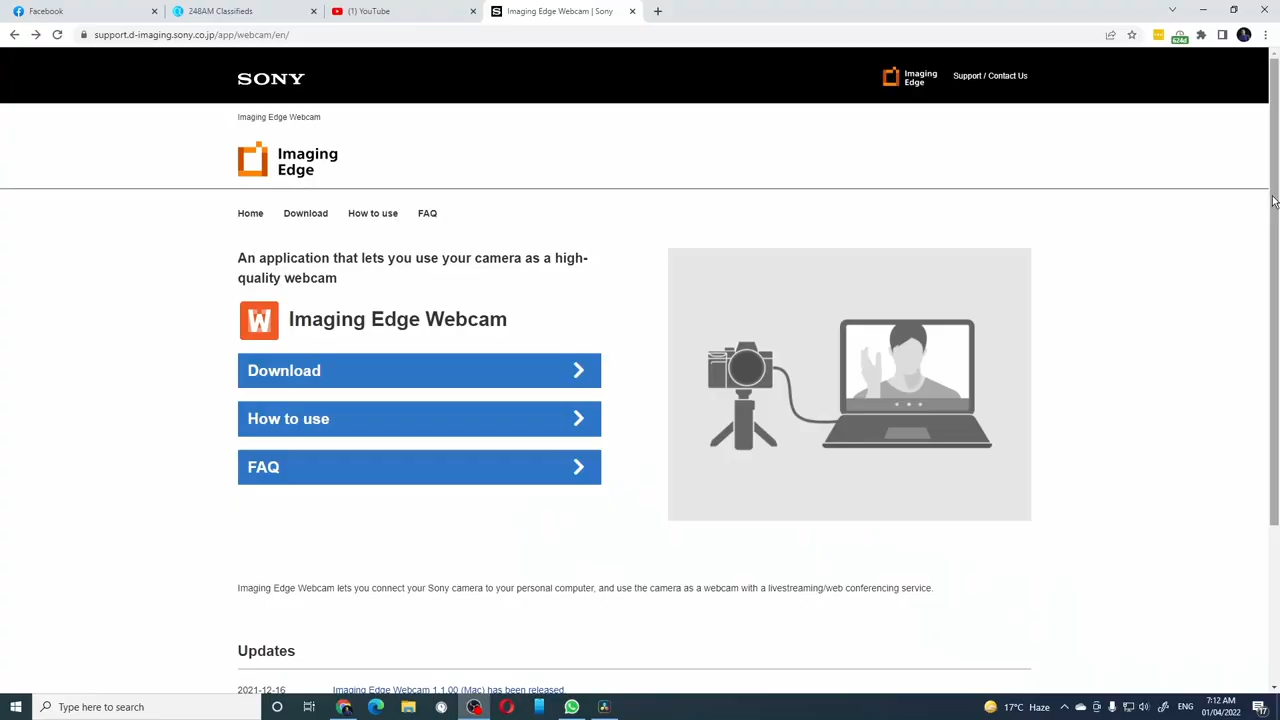 Facebook
248AM Classifieds
(1) YouTube
Imaging Edge Webcam | Sony
support.d-imaging.sony.co.jp/app/webcam/en/
624d
SONY
Imaging
Edge
Support / Contact Us
Imaging Edge Webcam
Imaging
Edge
Home
Download
How to use
FAQ
An application that lets you use your camera as a high-
quality webcam
W
Imaging Edge Webcam
Download
How to use
FAQ
Imaging Edge Webcam lets you connect your Sony camera to your personal computer, and use the camera as a webcam with a livestreaming/web conferencing service.
Updates
2021-12-16 Imaging Edge Webcam 1.1.00 (Mac) has been released.
Type here to search
17°C Haze
ENG
7:12 AM
01/04/2022